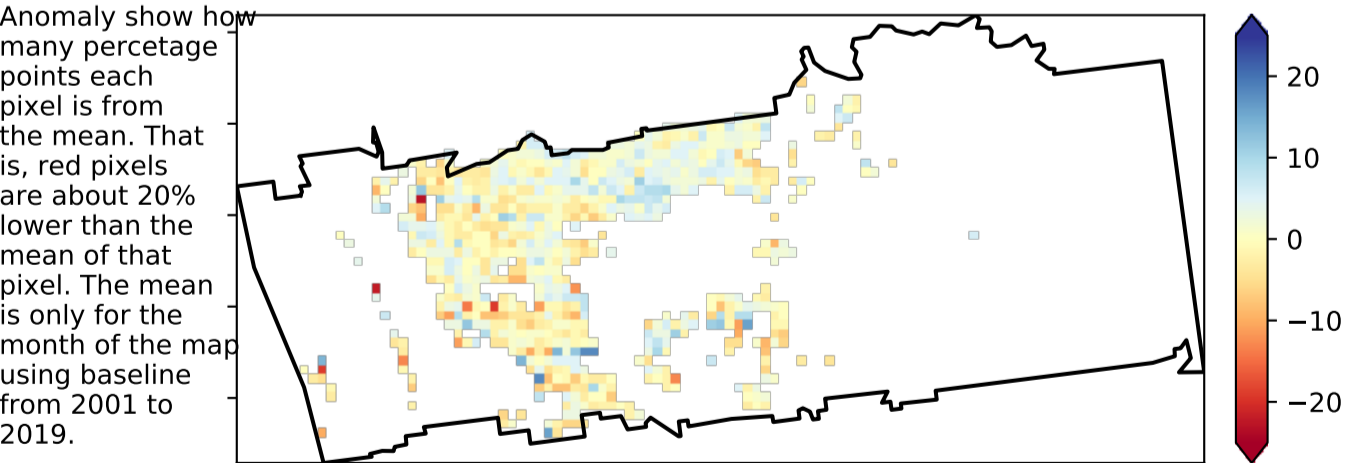 Anomaly show how
many percetage
points each
pixel is from
the mean. That
is, red pixels
are about 20%
lower than the
mean of that
pixel. The mean
is only for the
month of the map
using baseline
from 2001 to
2019.
20
10
0
−10
−20